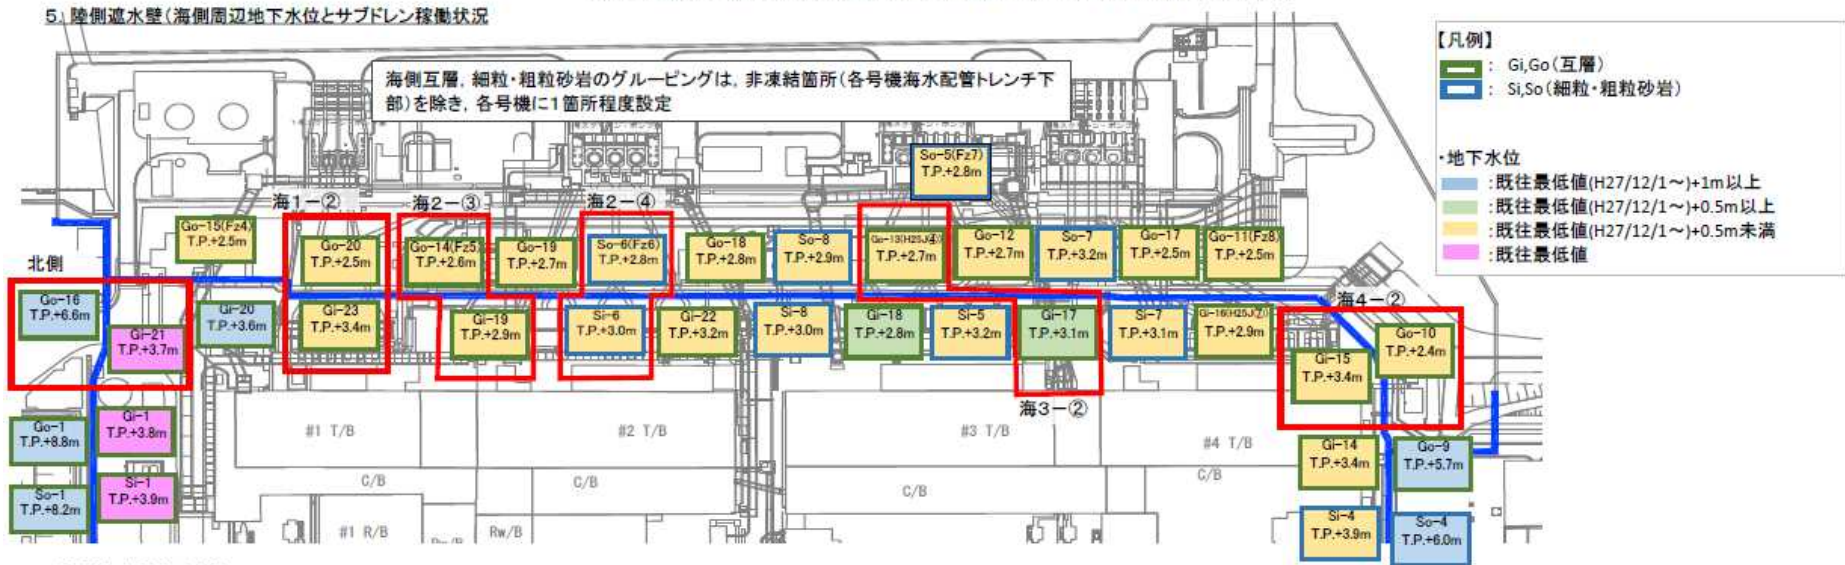 5. 陸側遮水壁(海側周辺地下水位とサブドレン稼働状況
海側互層, 細粒・粗粒砂岩のグルーピングは, 非凍結箇所(各号機海水配管トレンチ下
部)を除き, 各号機に1箇所程度設定
【凡例】
: Gi,Go(互層)
: Si,So(細粒・粗粒砂岩)
・地下水位
:既往最低値(H27/12/1~)+1m以上
:既往最低値(H27/12/1~)+0.5m以上
:既往最低値(H27/12/1~)+0.5m未満
:既往最低値
So-5(Fz7)
T.P.+2.8m
海1-②
海2-③
海2-④
Go-15(Fz4)
T.P.+2.5m
Go-20
T.P.+2.5m
Go-14(Fz5)
T.P.+2.6m
Go-19
T.P.+2.7m
So-6(Fz6)
T.P.+2.8m
Go-18
T.P.+2.8m
So-8
T.P.+2.9m
Go-13(H25J④)
T.P.+2.7m
Go-12
T.P.+2.7m
So-7
T.P.+3.2m
Go-17
T.P.+2.5m
Go-11(Fz8)
T.P.+2.5m
北側
Go-16
T.P.+6.6m
Gi-21
T.P.+3.7m
Gi-20
T.P.+3.6m
Gi-23
T.P.+3.4m
Gi-19
T.P.+2.9m
Si-6
T.P.+3.0m
Gi-22
T.P.+3.2m
Si-8
T.P.+3.0m
Gi-18
T.P.+2.8m
Si-5
T.P.+3.2m
Gi-17
T.P.+3.1m
Si-7
T.P.+3.1m
Gi-16(H25J⑦)
T.P.+2.9m
海4-②
Go-10
T.P.+2.4m
Gi-15
T.P.+3.4m
海3-②
Go-1
T.P.+8.8m
Gi-1
T.P.+3.8m
#1 T/B
#2 T/B
#3 T/B
#4 T/B
Gi-14
T.P.+3.4m
Go-9
T.P.+5.7m
So-1
T.P.+8.2m
Si-1
T.P.+3.9m
C/B
C/B
C/B
C/B
#1 R/B
Rw/B
Si-4
T.P.+3.9m
So-4
T.P.+6.0m